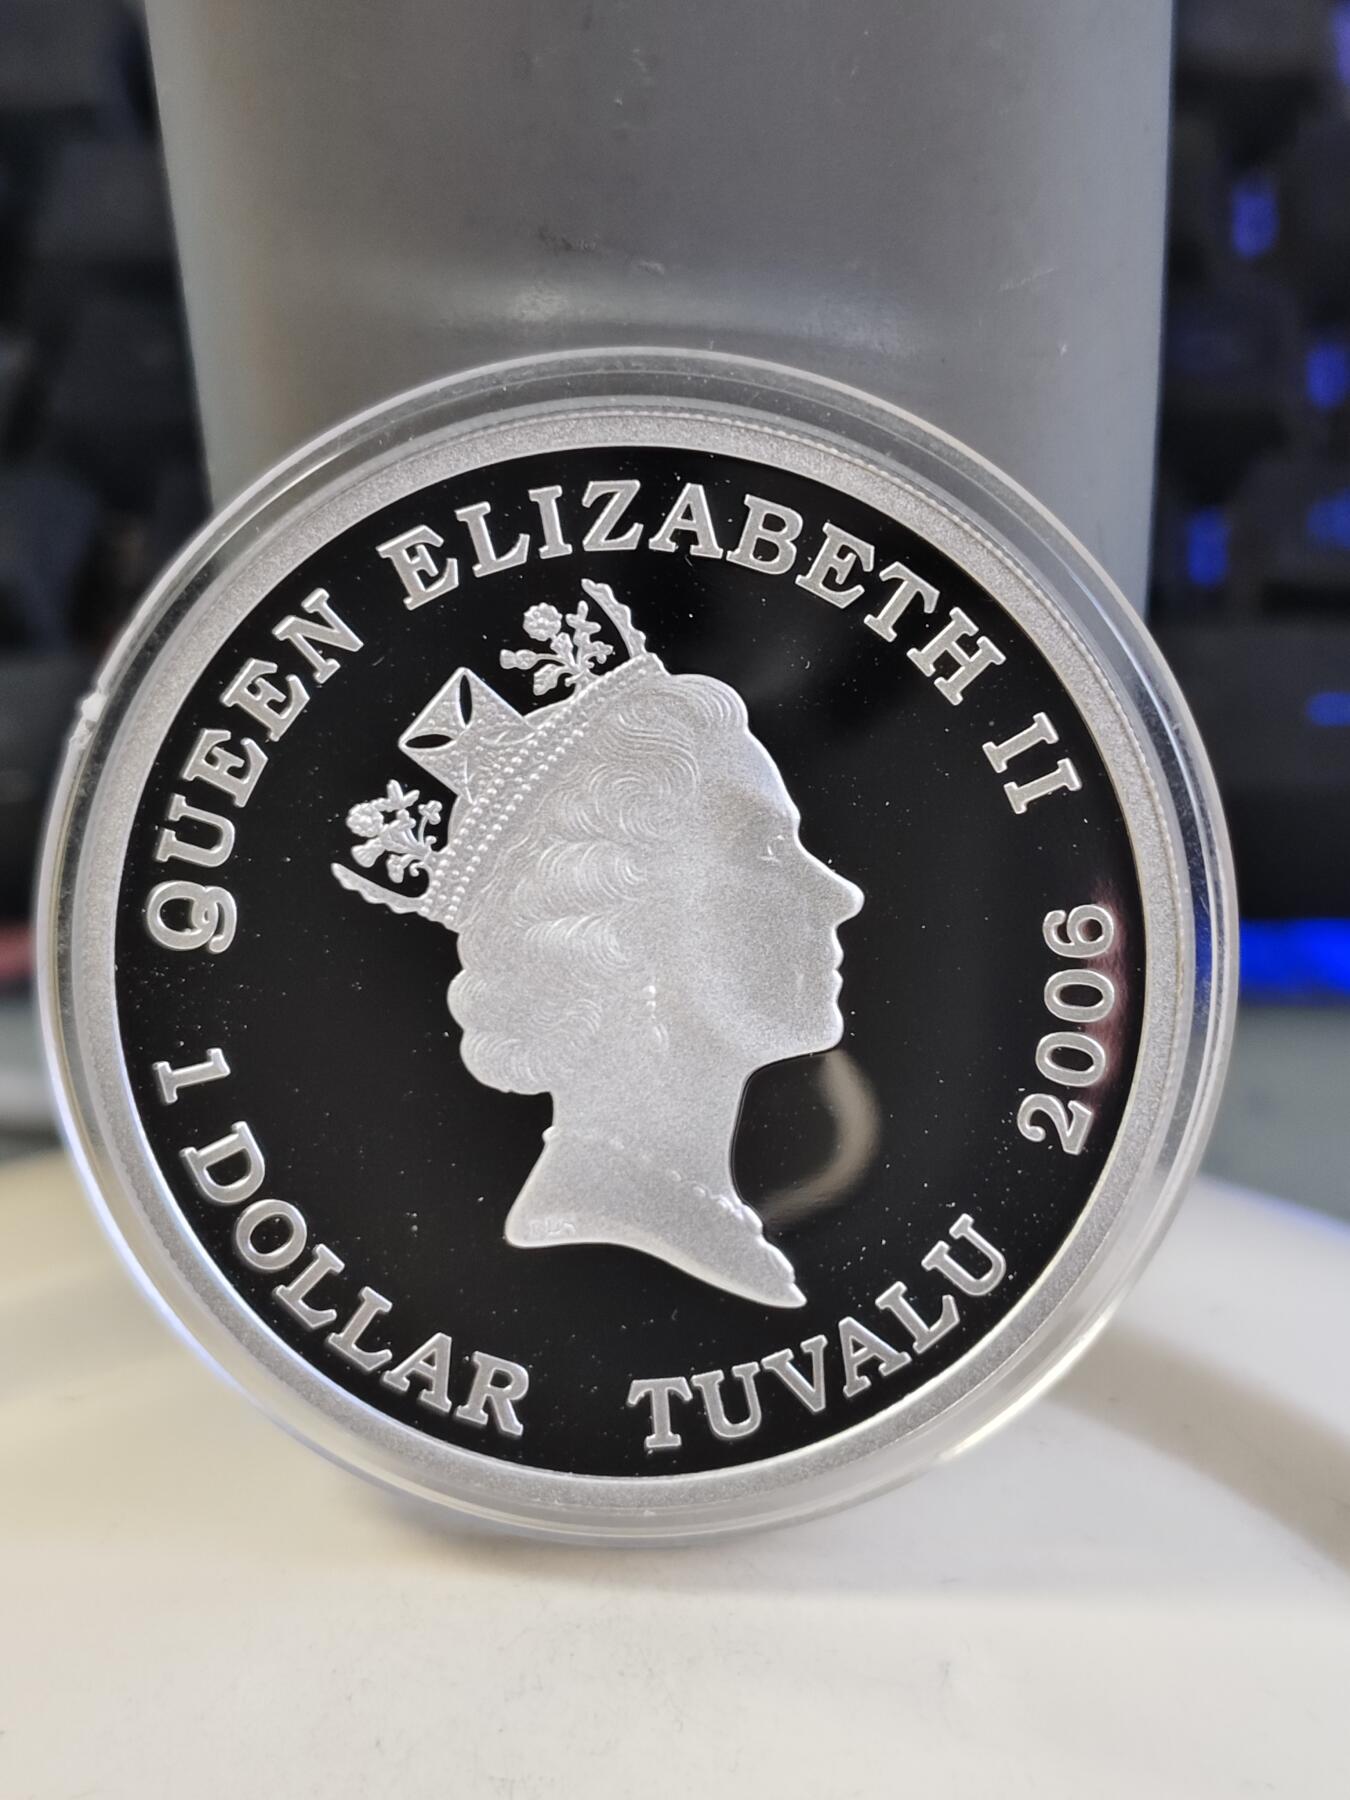 QUEEN ELIZABETH II
2006
1 DOLLAR
TUVALU